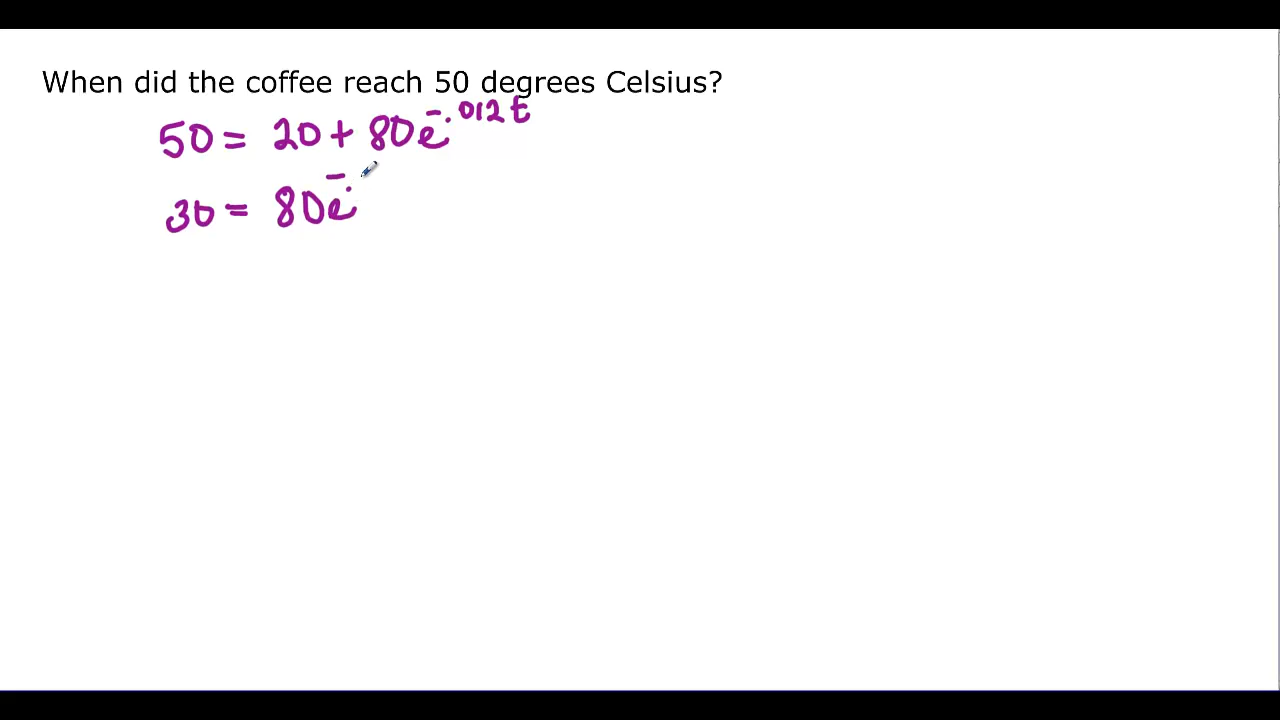 When did the coffee reach 50 degrees Celsius?
50 = 20 + 80e^-.012t
30 = 80e^-.